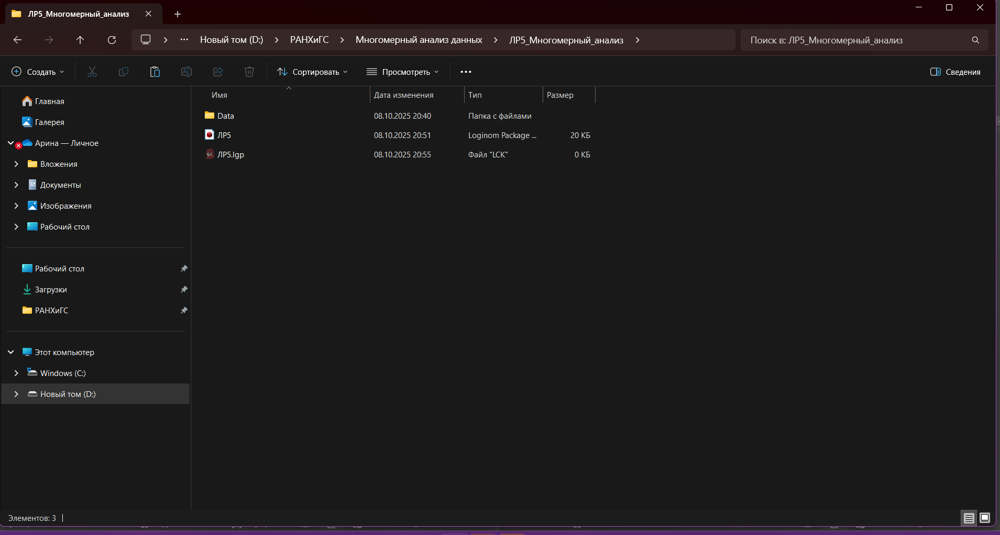 ЛР5_Многомерный_анализ
Новый том (D:) РАНХиГС Многомерный анализ данных ЛР5_Многомерный_анализ Поиск в: ЛР5_Многомерный_анализ
Создать Сортировать Просмотреть Сведения
Имя Дата изменения Тип Размер
Data 08.10.2025 20:40 Папка с файлами
ЛР5 08.10.2025 20:51 Loginom Package ... 20 КБ
ЛР5.lgp 08.10.2025 20:55 Файл "LCK" 0 КБ
Главная
Галерея
Арина — Личное
Вложения
Документы
Изображения
Рабочий стол
Рабочий стол
Загрузки
РАНХиГС
Этот компьютер
Windows (C:)
Новый том (D:)
Элементов: 3